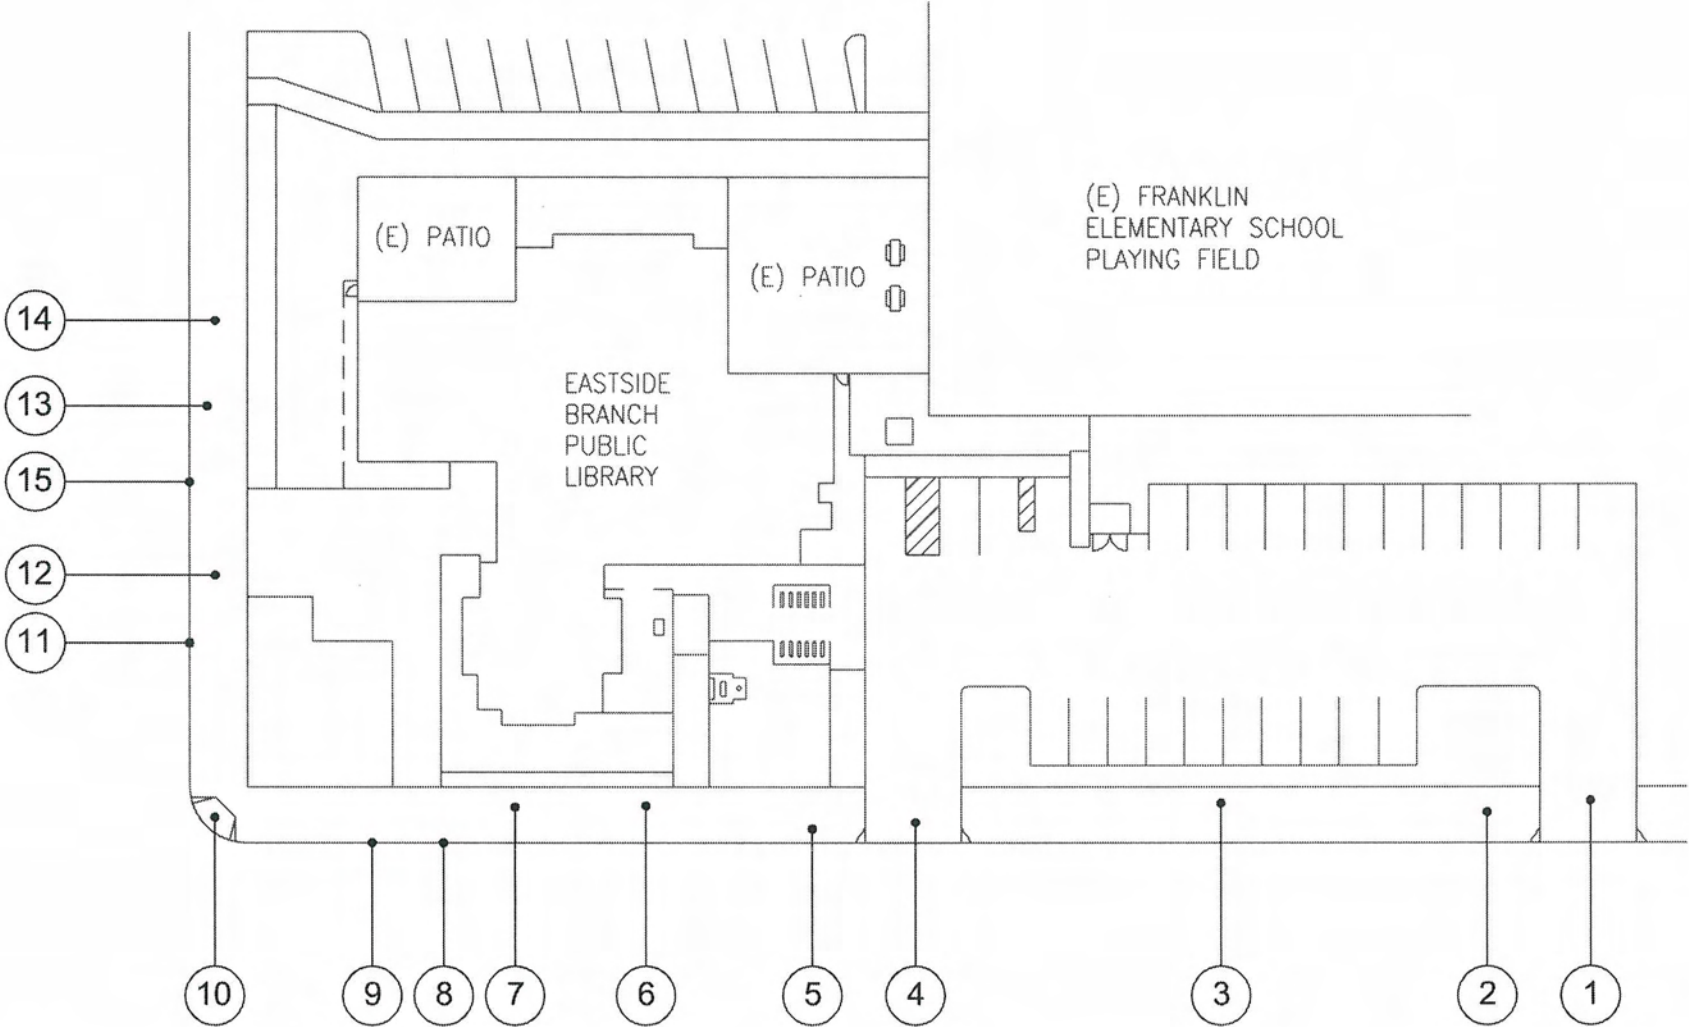 (E) FRANKLIN
ELEMENTARY SCHOOL
PLAYING FIELD
(E) PATIO
(E) PATIO
EASTSIDE
BRANCH
PUBLIC
LIBRARY
14
13
15
12
11
10
9
8
7
6
5
4
3
2
1